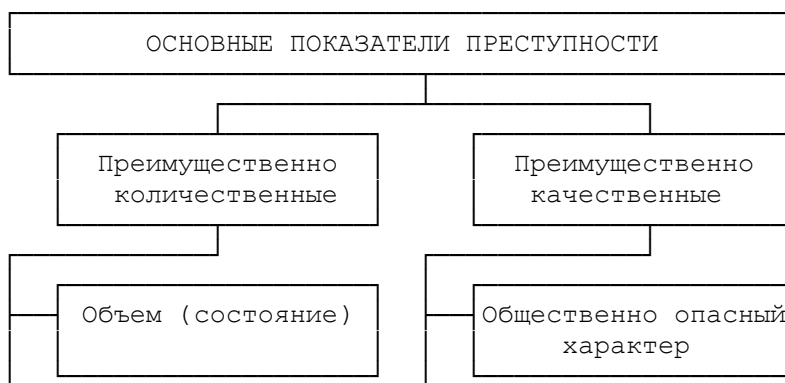 ОСНОВНЫЕ ПОКАЗАТЕЛИ ПРЕСТУПНОСТИ
Преимущественно
количественные
Преимущественно
качественные
Объем (состояние)
Общественно опасный
характер